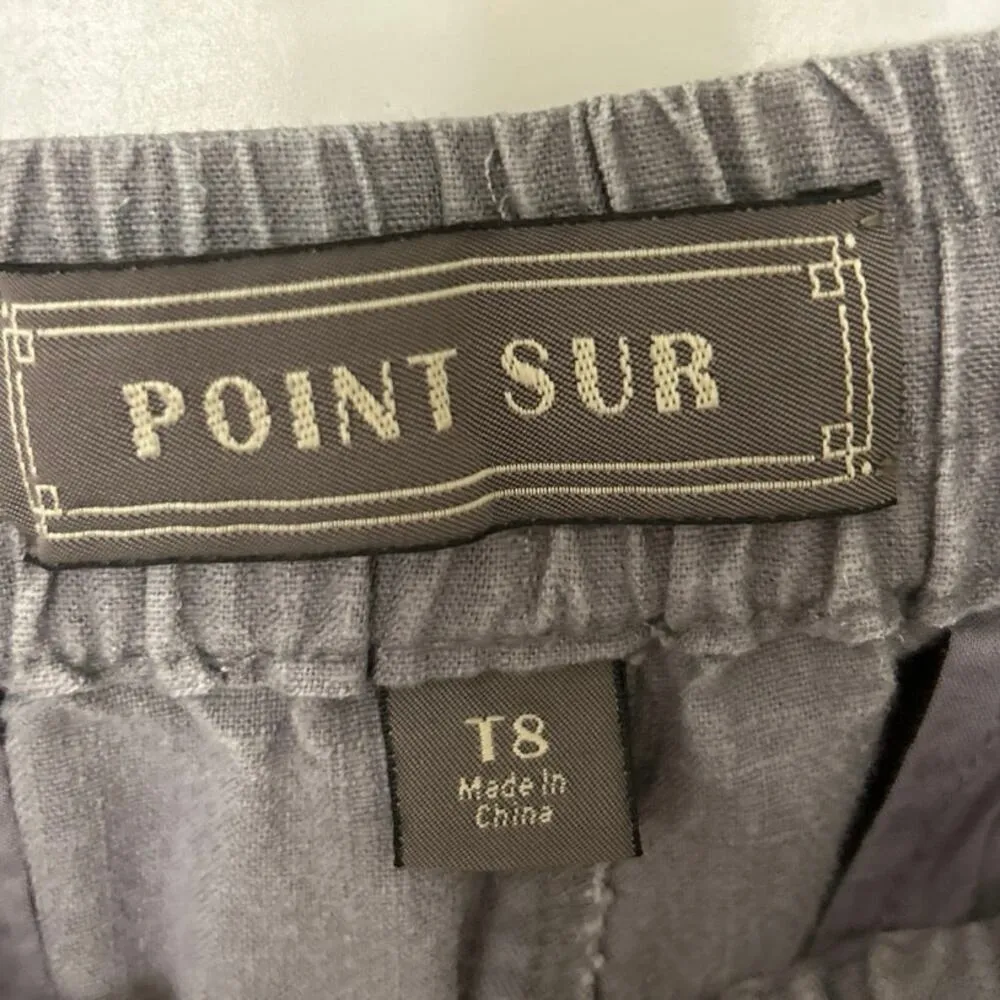 POINT SUR
T8
Made In
China